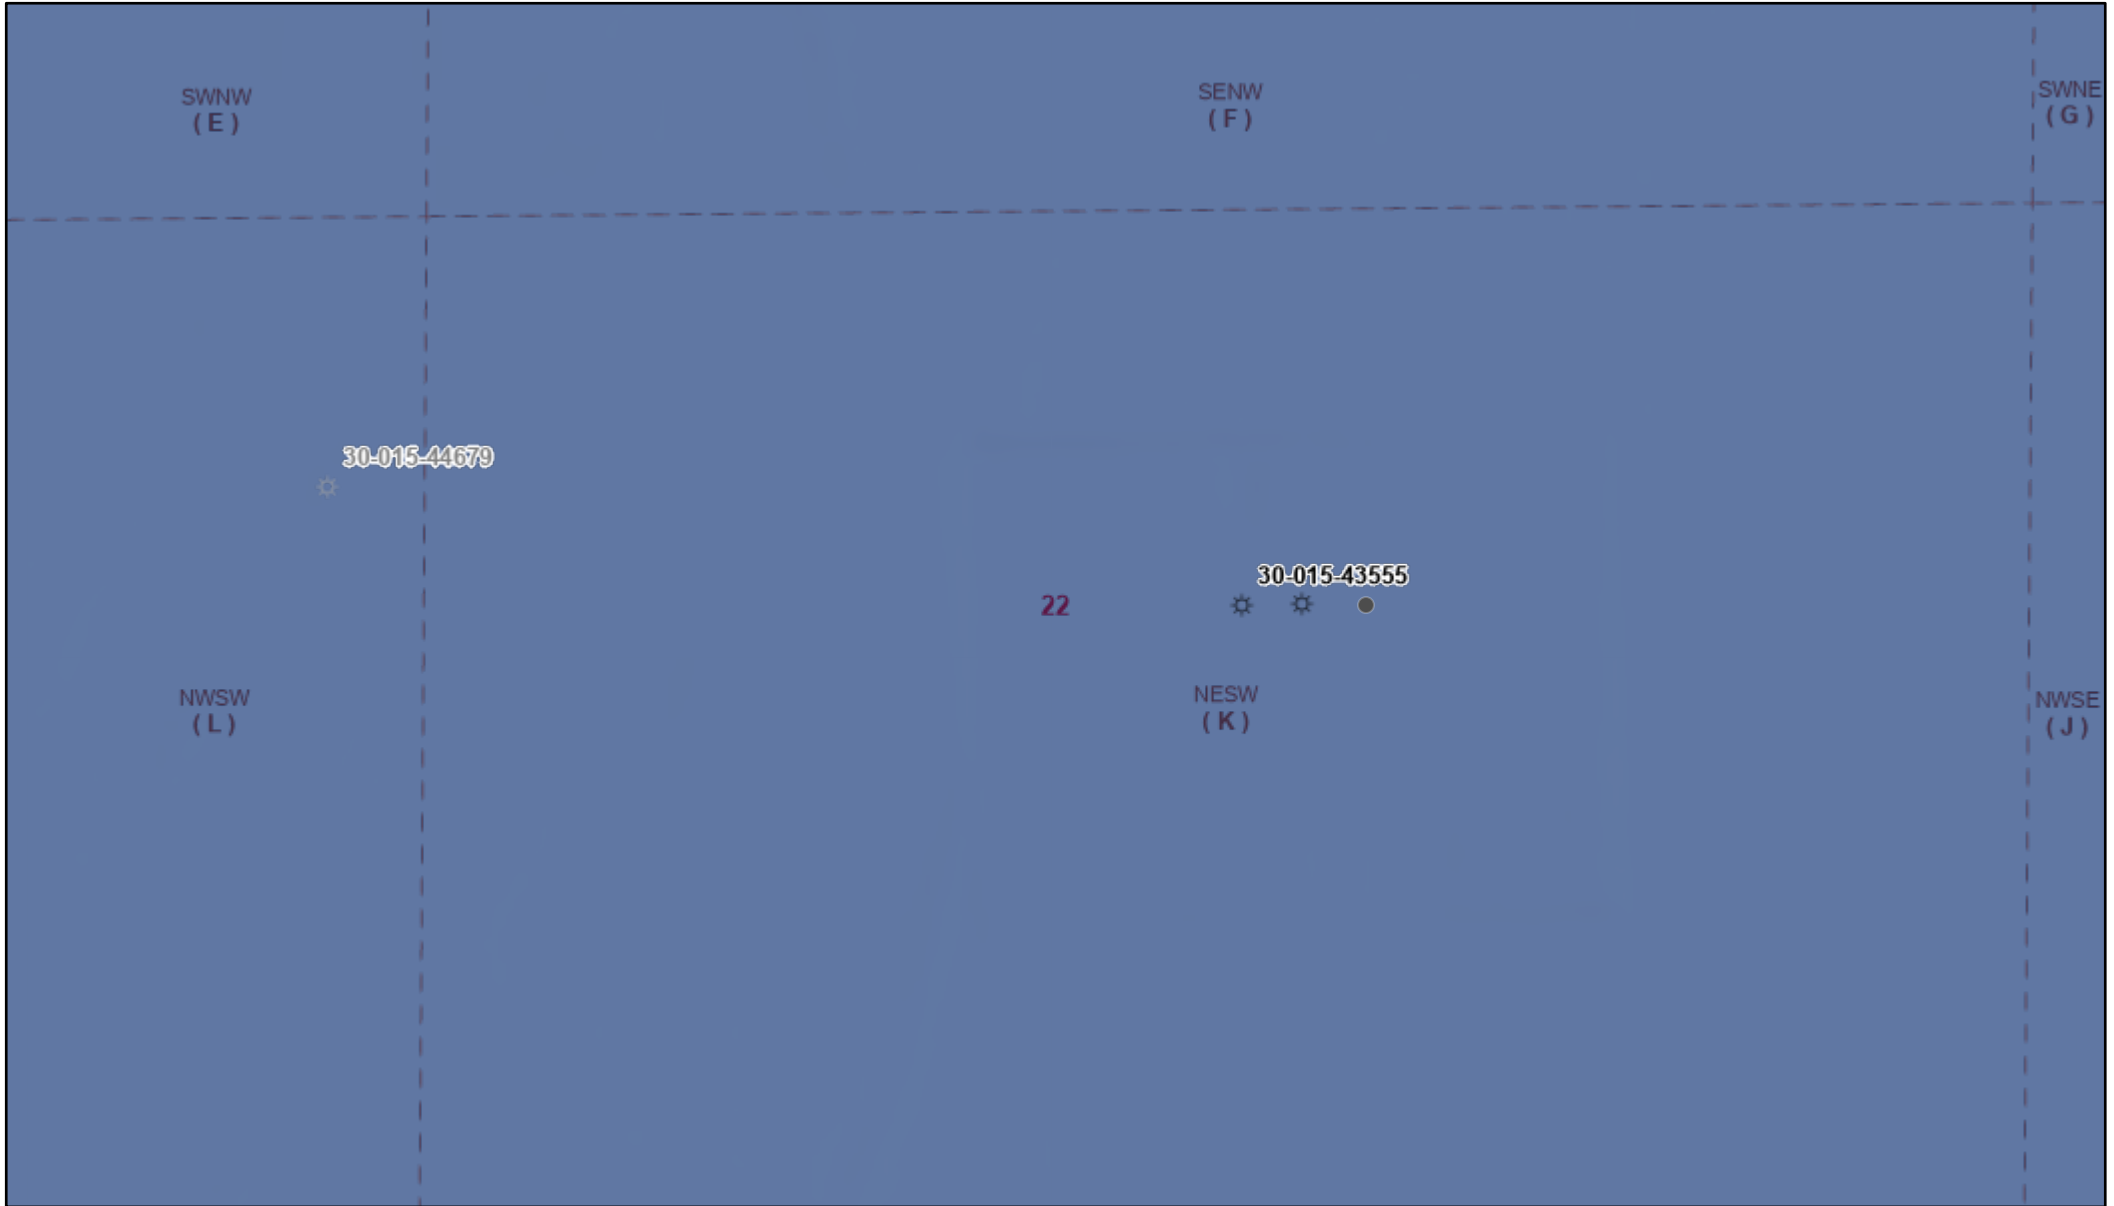 SWNW
( E )
SENW
( F )
SWNE
( G )
30-015-44679
30-015-43555
22
NWSW
( L )
NESW
( K )
NWSE
( J )